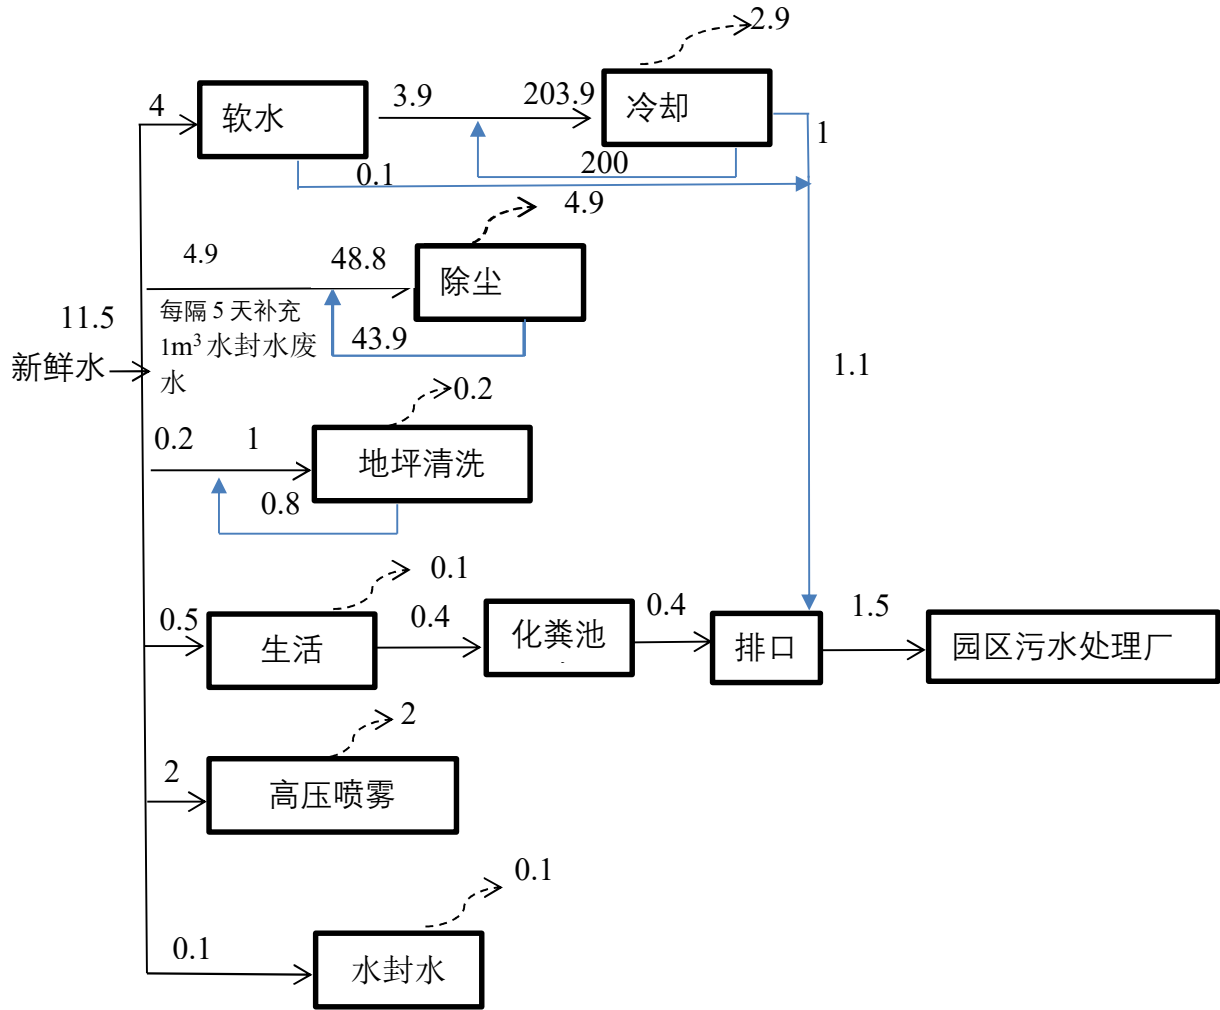 2.9
4
软水
3.9
203.9
冷却
1
200
0.1
4.9
4.9
48.8
除尘
每隔 5 天补充
1m³ 水封水废
水
43.9
11.5
新鲜水
1.1
0.2
0.2
1
地坪清洗
0.8
0.1
0.5
生活
0.4
化粪池
0.4
排口
1.5
园区污水处理厂
2
2
高压喷雾
0.1
0.1
水封水